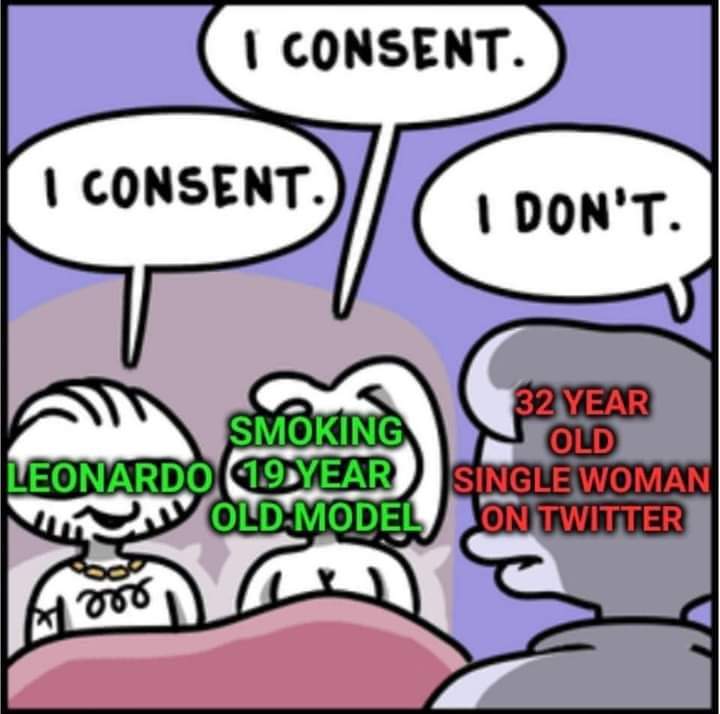 I CONSENT.
I CONSENT.
I DON'T.
LEONARDO
SMOKING
19 YEAR
OLD MODEL
32 YEAR
OLD
SINGLE WOMAN
ON TWITTER